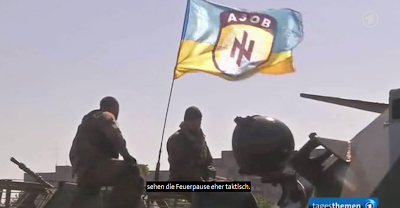 АЗОВ
sehen die Feuerpause eher taktisch.
tagesthemen